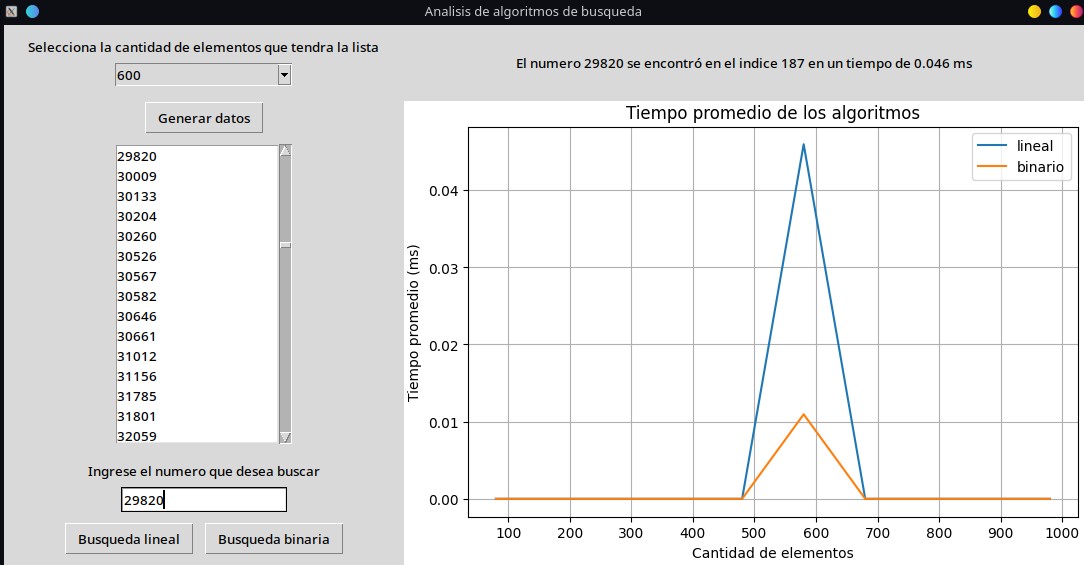 Analisis de algoritmos de busqueda
Selecciona la cantidad de elementos que tendra la lista
600
Generar datos
29820
30009
30133
30204
30260
30526
30567
30582
30646
30661
31012
31156
31785
31801
32059
Ingrese el numero que desea buscar
29820
Busqueda lineal
Busqueda binaria
El numero 29820 se encontró en el indice 187 en un tiempo de 0.046 ms
Tiempo promedio de los algoritmos
lineal
binario
Tiempo promedio (ms)
0.04
0.03
0.02
0.01
0.00
100 200 300 400 500 600 700 800 900 1000
Cantidad de elementos